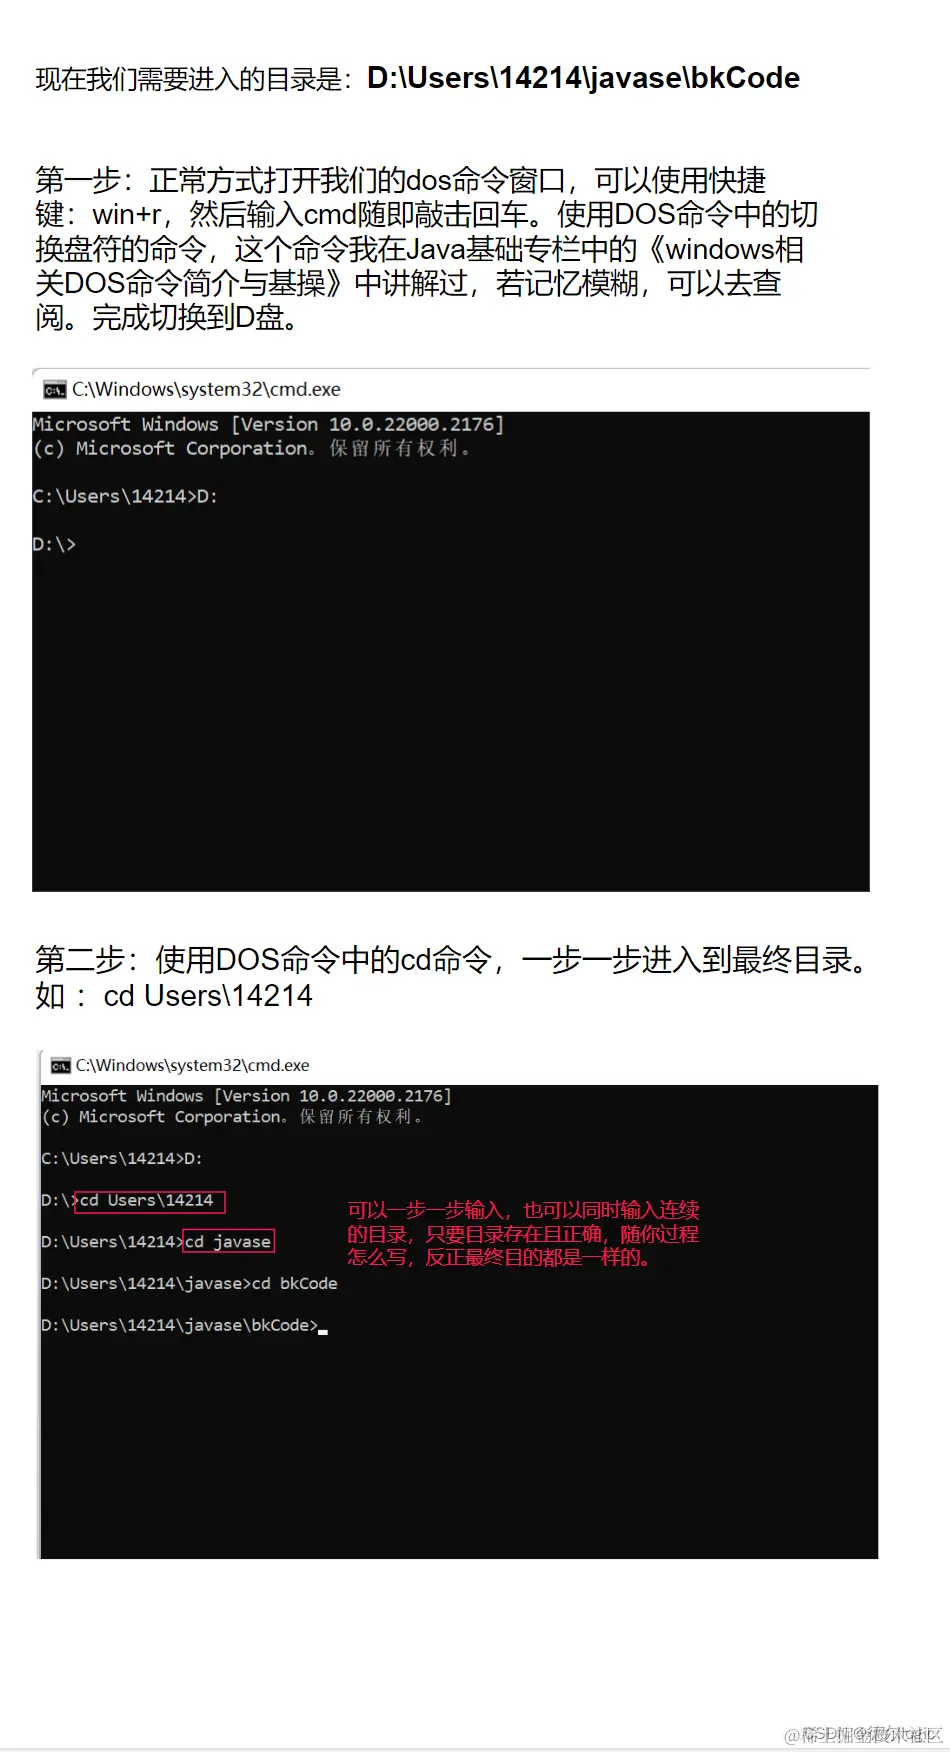 现在我们需要进入的目录是：D:\Users\14214\javase\bkCode
第一步：正常方式打开我们的dos命令窗口，可以使用快捷
键：win+r，然后输入cmd随即敲击回车。使用DOS命令中的切
换盘符的命令，这个命令我在Java基础专栏中的《windows相
关DOS命令简介与基操》中讲解过，若记忆模糊，可以去查
阅。完成切换到D盘。
C:\Windows\system32\cmd.exe
Microsoft Windows [Version 10.0.22000.2176]
(c) Microsoft Corporation。保留所有权利。
C:\Users\14214>D:
D:\>
第二步：使用DOS命令中的cd命令，一步一步进入到最终目录。
如 ：cd Users\14214
C:\Windows\system32\cmd.exe
Microsoft Windows [Version 10.0.22000.2176]
(c) Microsoft Corporation。保留所有权利。
C:\Users\14214>D:
D:\>cd Users\14214
D:\Users\14214>cd javase
可以一步一步输入，也可以同时输入连续
的目录，只要目录存在且正确，随你过程
怎么写，反正最终目的都是一样的。
D:\Users\14214\javase>cd bkCode
D:\Users\14214\javase\bkCode>
@稀土掘金技术社区